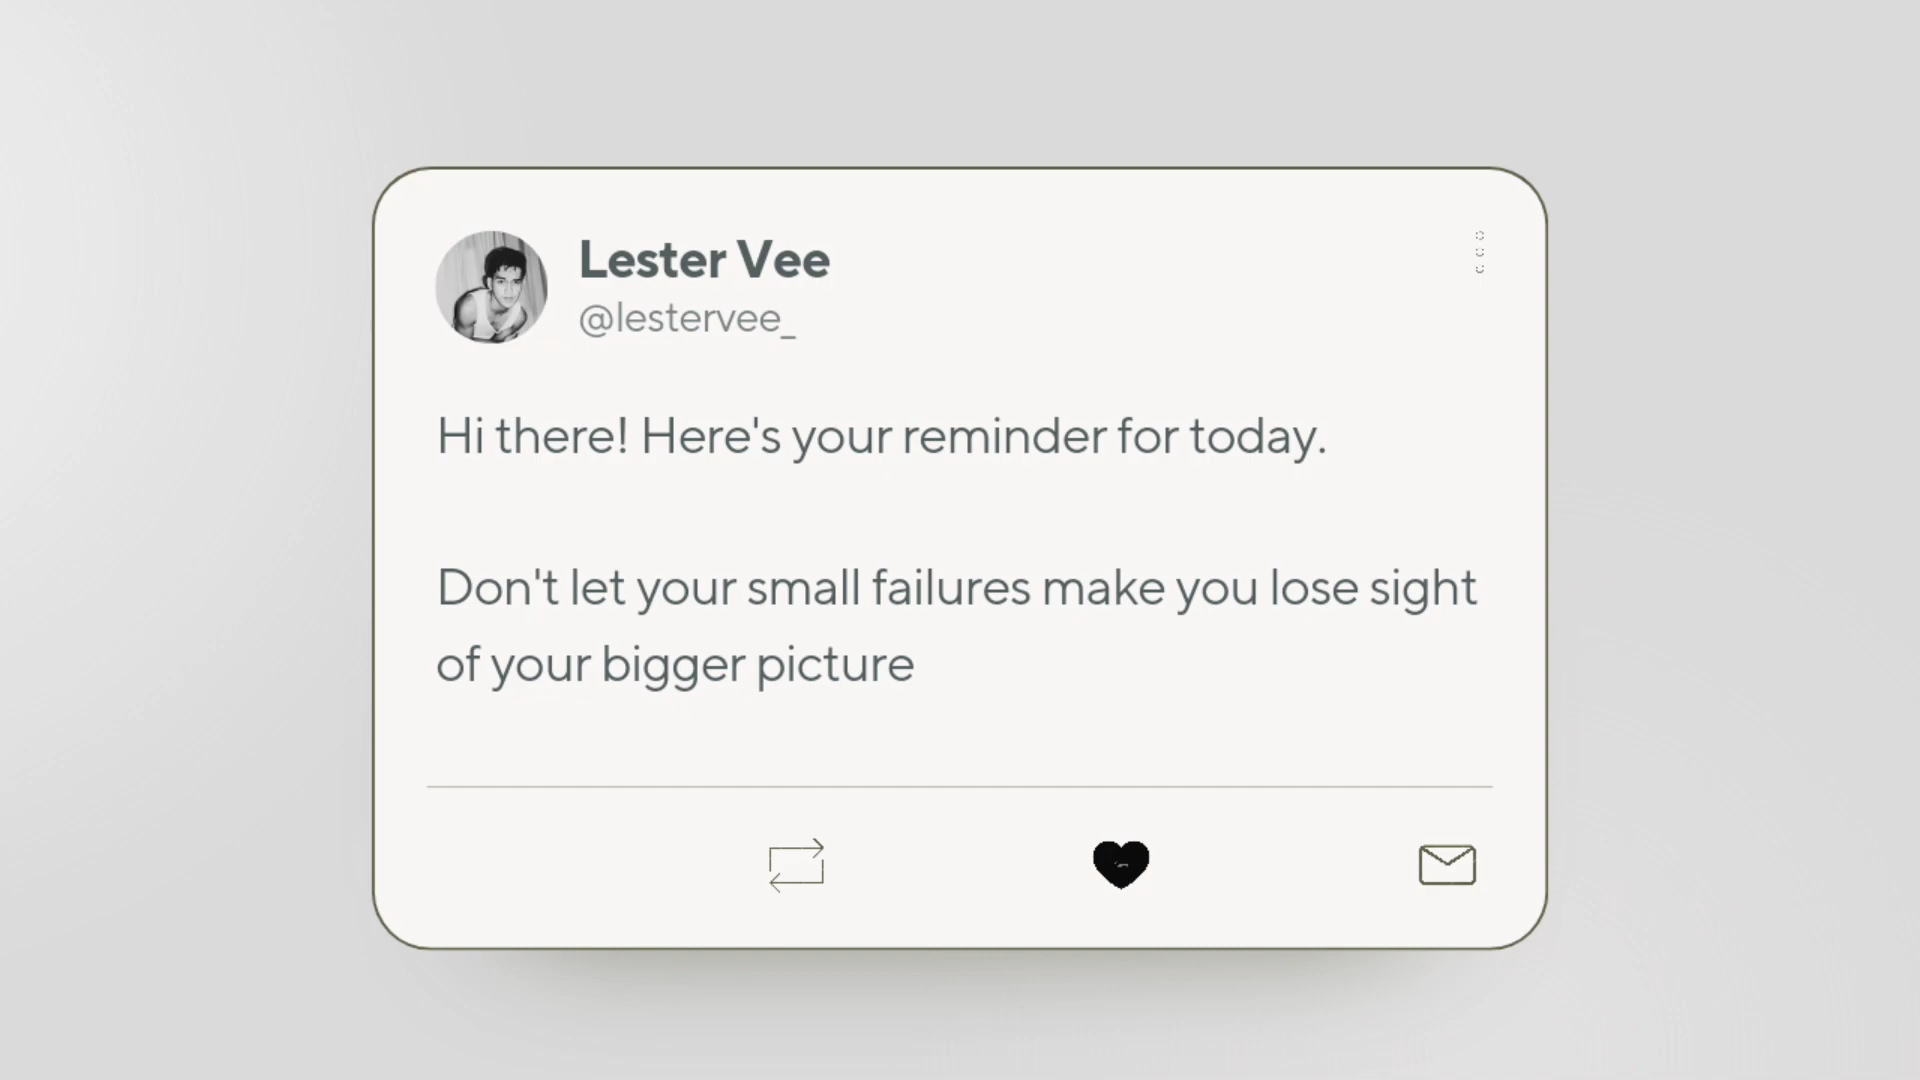 Lester Vee
@lestervee_
Hi there! Here's your reminder for today.
Don't let your small failures make you lose sight
of your bigger picture